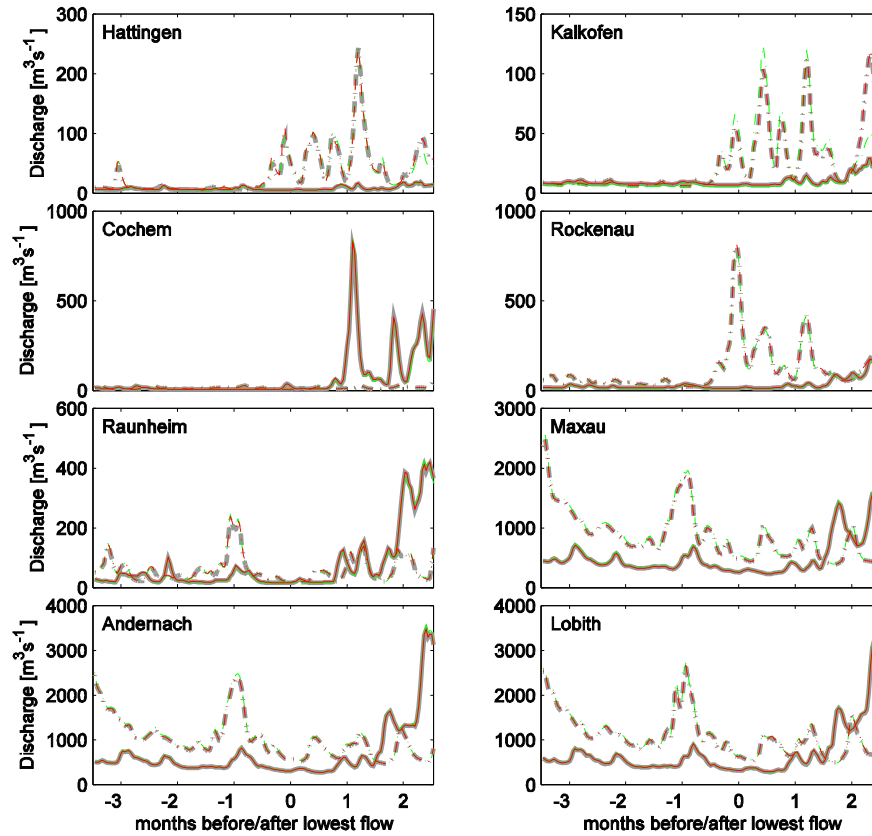 300
200
100
0
Discharge [m³s⁻¹]
Hattingen
150
100
50
0
Kalkofen
1000
500
0
Discharge [m³s⁻¹]
Cochem
1000
500
0
Rockenau
600
400
200
0
Discharge [m³s⁻¹]
Raunheim
3000
2000
1000
0
Maxau
4000
3000
2000
1000
0
Discharge [m³s⁻¹]
Andernach
-3 -2 -1 0 1 2
months before/after lowest flow
4000
3000
2000
1000
0
Lobith
-3 -2 -1 0 1 2
months before/after lowest flow